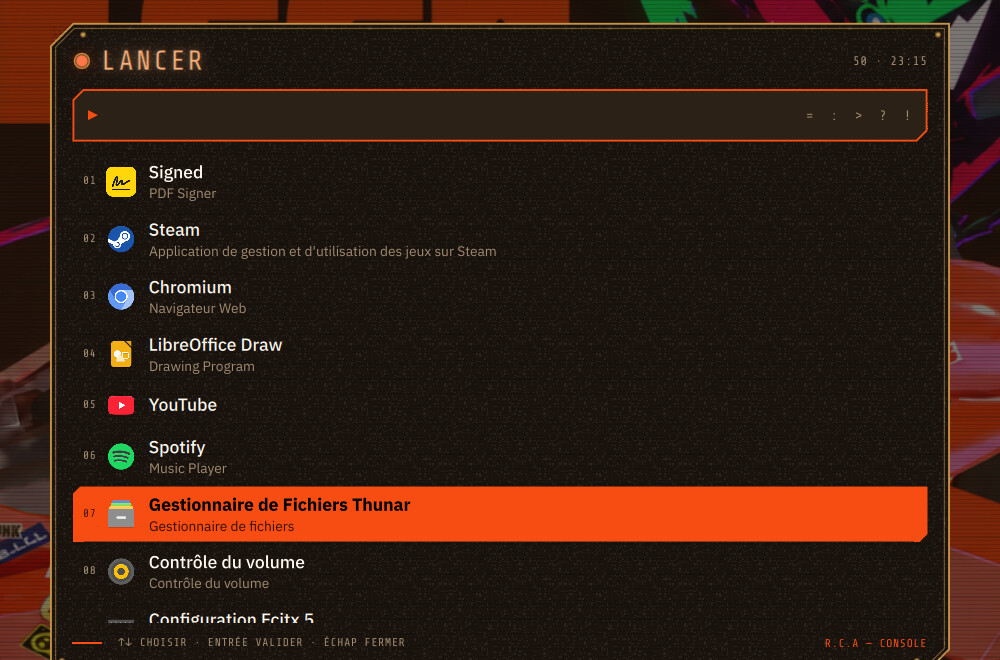 LANCER
50 · 23:15
= : > ? !
01
Signed
PDF Signer
02
Steam
Application de gestion et d'utilisation des jeux sur Steam
03
Chromium
Navigateur Web
04
LibreOffice Draw
Drawing Program
05
YouTube
06
Spotify
Music Player
07
Gestionnaire de Fichiers Thunar
Gestionnaire de fichiers
08
Contrôle du volume
Contrôle du volume
Configuration Fcitx 5
↑↓ CHOISIR · ENTRÉE VALIDER · ÉCHAP FERMER
R.C.A — CONSOLE